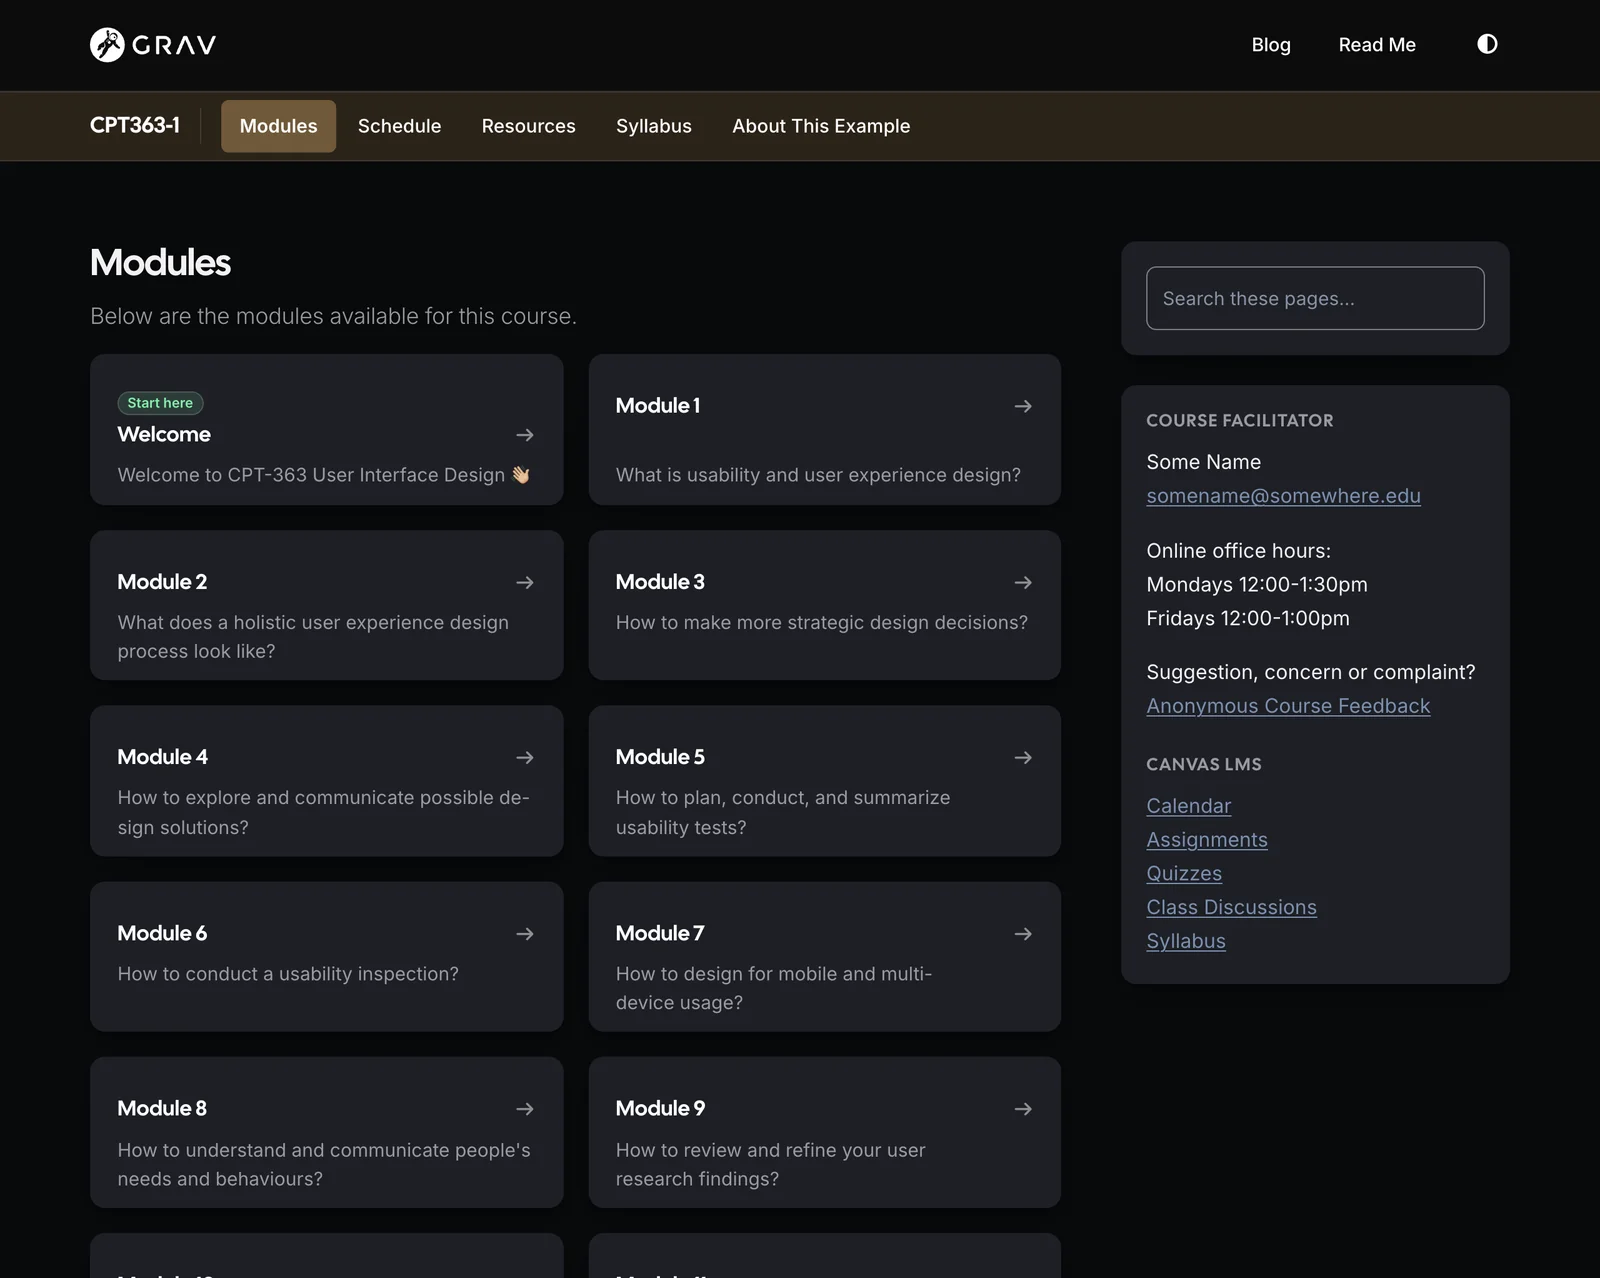 GRAV
Blog
Read Me
CPT363-1
Modules
Schedule
Resources
Syllabus
About This Example
Modules
Below are the modules available for this course.
Start here
Welcome
Welcome to CPT-363 User Interface Design 👋🏼
Module 1
What is usability and user experience design?
Module 2
What does a holistic user experience design
process look like?
Module 3
How to make more strategic design decisions?
Module 4
How to explore and communicate possible de-
sign solutions?
Module 5
How to plan, conduct, and summarize
usability tests?
Module 6
How to conduct a usability inspection?
Module 7
How to design for mobile and multi-
device usage?
Module 8
How to understand and communicate people's
needs and behaviours?
Module 9
How to review and refine your user
research findings?
Search these pages...
COURSE FACILITATOR
Some Name
somename@somewhere.edu
Online office hours:
Mondays 12:00-1:30pm
Fridays 12:00-1:00pm
Suggestion, concern or complaint?
Anonymous Course Feedback
CANVAS LMS
Calendar
Assignments
Quizzes
Class Discussions
Syllabus